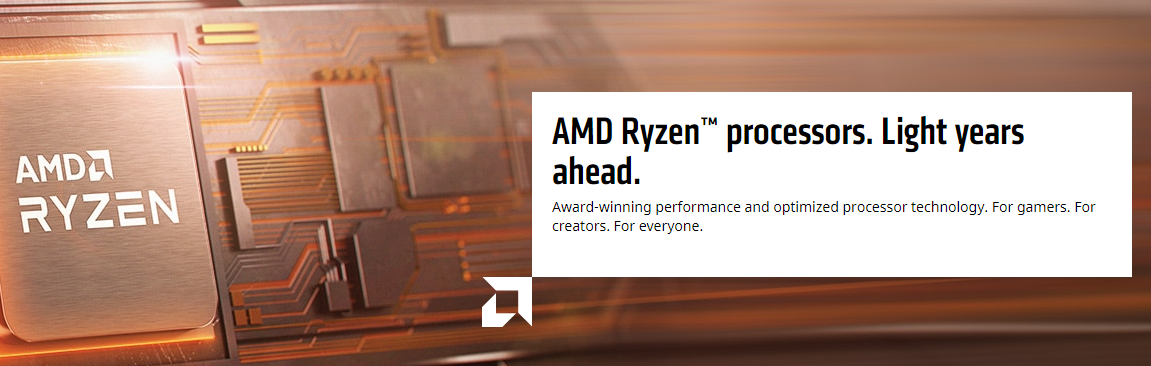 AMD
RYZEN
AMD Ryzen™ processors. Light years
ahead.
Award-winning performance and optimized processor technology. For gamers. For
creators. For everyone.